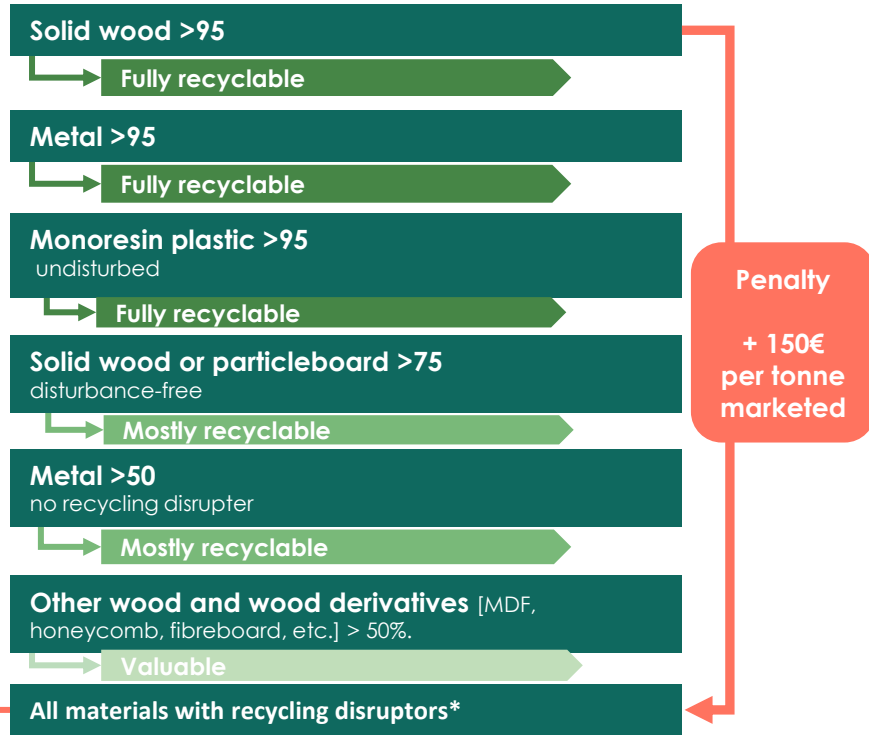 Solid wood >95
Fully recyclable
Metal >95
Fully recyclable
Monoresin plastic >95
undisturbed
Fully recyclable
Penalty
+ 150€
per tonne
marketed
Solid wood or particleboard >75
disturbance-free
Mostly recyclable
Metal >50
no recycling disrupter
Mostly recyclable
Other wood and wood derivatives [MDF,
honeycomb, fibreboard, etc.] > 50%.
Valuable
All materials with recycling disruptors*